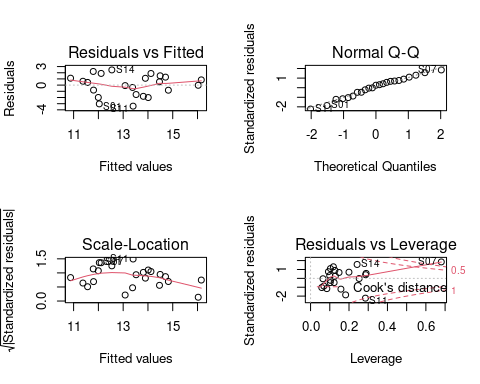 Residuals vs Fitted
Residuals
-4
0
3
S14
S01
S11
11
13
15
Fitted values
Normal Q-Q
Standardized residuals
-2
1
S07
S01
S11
-2
-1
0
1
2
Theoretical Quantiles
Scale-Location
√|Standardized residuals|
0.0
1.5
S11
11
13
15
Fitted values
Residuals vs Leverage
Standardized residuals
-2
1
S14
S07
S11
Cook's distance
0.5
1
0.0
0.2
0.4
0.6
Leverage